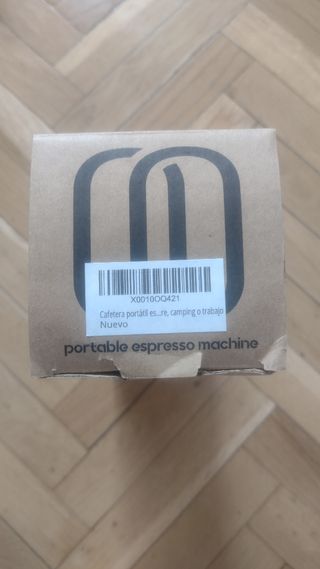 X0010OQ421
Cafetera portátil es...re, camping o trabajo
Nuevo
portable espresso machine